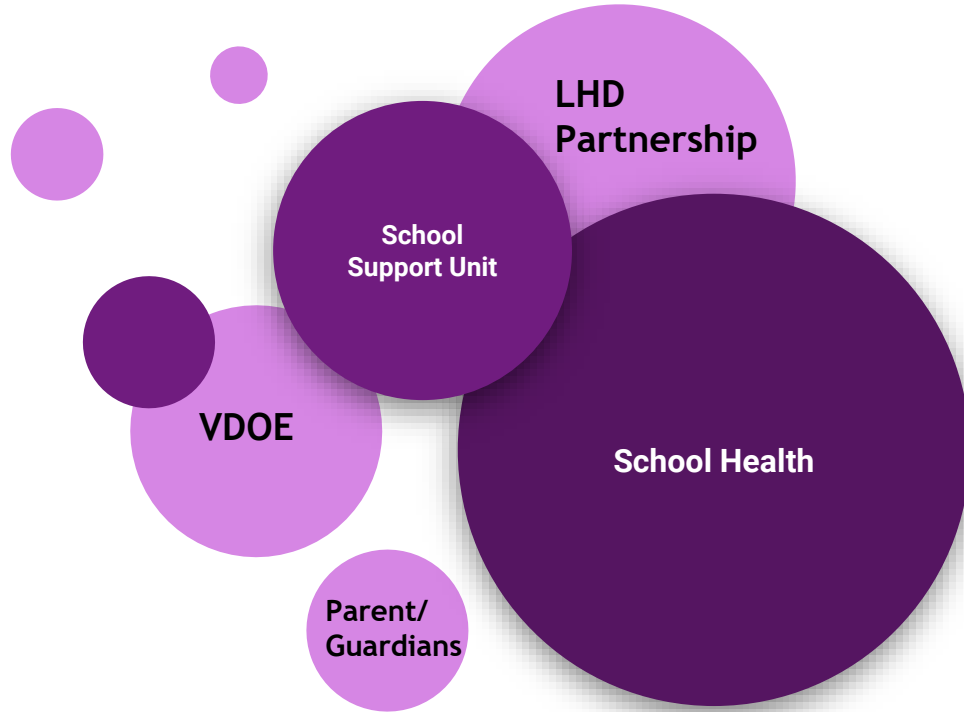 LHD
Partnership
School
Support Unit
VDOE
School Health
Parent/
Guardians